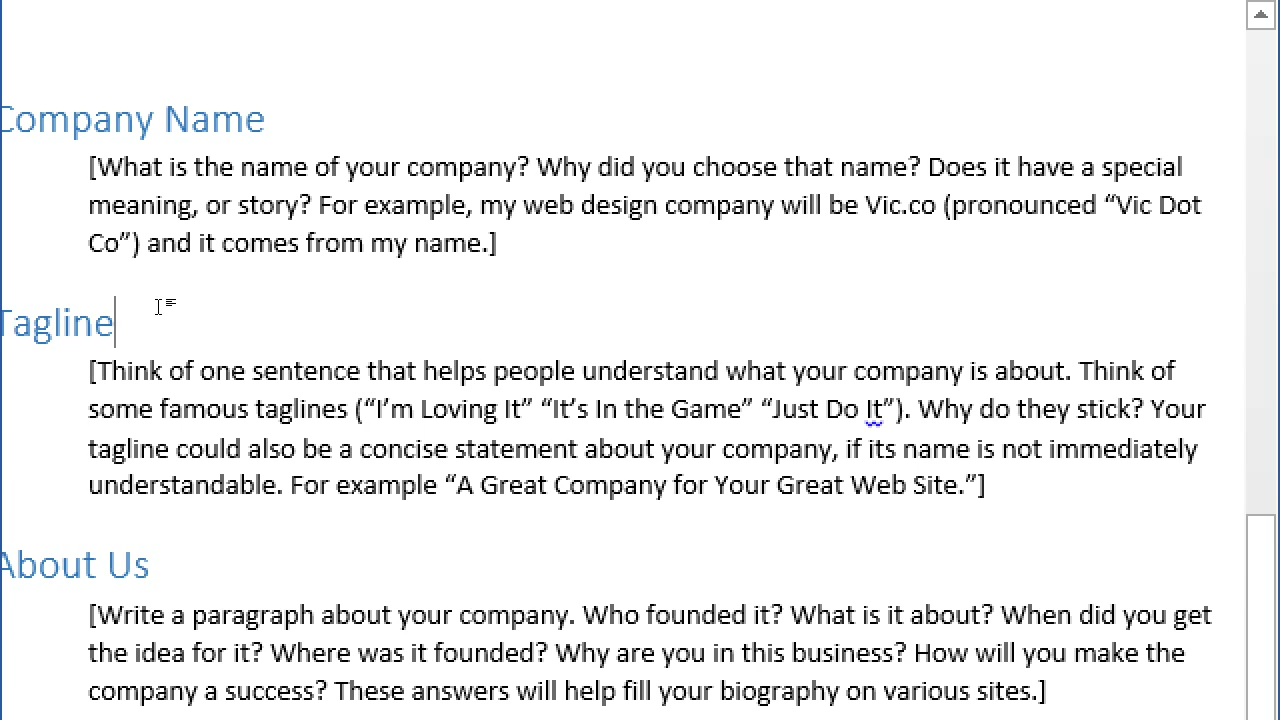 Company Name
[What is the name of your company? Why did you choose that name? Does it have a special
meaning, or story? For example, my web design company will be Vic.co (pronounced “Vic Dot
Co”) and it comes from my name.]
Tagline
[Think of one sentence that helps people understand what your company is about. Think of
some famous taglines (“I’m Loving It” “It’s In the Game” “Just Do It”). Why do they stick? Your
tagline could also be a concise statement about your company, if its name is not immediately
understandable. For example “A Great Company for Your Great Web Site.”]
About Us
[Write a paragraph about your company. Who founded it? What is it about? When did you get
the idea for it? Where was it founded? Why are you in this business? How will you make the
company a success? These answers will help fill your biography on various sites.]